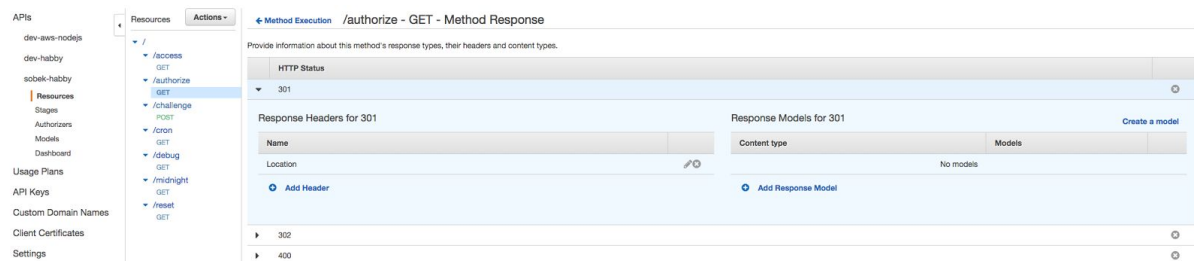 APIs
dev-aws-nodejs
dev-habby
sobek-habby
Resources
Stages
Authorizers
Models
Dashboard
Usage Plans
API Keys
Custom Domain Names
Client Certificates
Settings
Resources
Actions
/
/access
GET
/authorize
GET
/challenge
POST
/cron
GET
/debug
GET
/midnight
GET
/reset
GET
Method Execution /authorize - GET - Method Response
Provide information about this method's response types, their headers and content types.
HTTP Status
301
Response Headers for 301
Name
Location
Add Header
Response Models for 301
Create a model
Content type Models
No models
Add Response Model
302
400